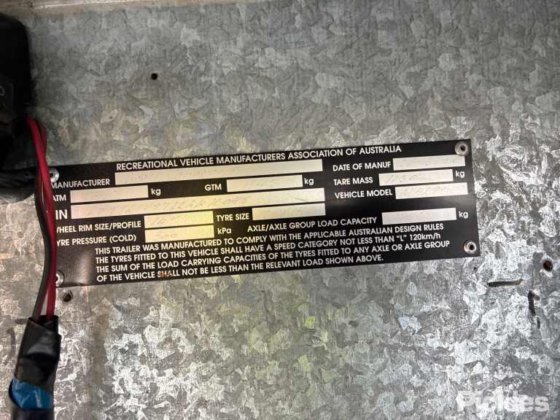 RECREATIONAL VEHICLE MANUFACTURERS ASSOCIATION OF AUSTRALIA
MANUFACTURER DATE OF MANUF
ATM kg GTM kg TARE MASS kg
IN VEHICLE MODEL
WHEEL RIM SIZE/PROFILE TYRE SIZE AXLE/AXLE GROUP LOAD CAPACITY kg
TYRE PRESSURE (COLD) kPa
THIS TRAILER WAS MANUFACTURED TO COMPLY WITH THE APPLICABLE AUSTRALIAN DESIGN RULES
THE TYRES FITTED TO THIS VEHICLE SHALL HAVE A SPEED CATEGORY NOT LESS THAN "L" 120km/h
THE SUM OF THE LOAD CARRYING CAPACITIES OF THE TYRES FITTED TO ANY AXLE OR AXLE GROUP
OF THE VEHICLE SHALL NOT BE LESS THAN THE RELEVANT LOAD SHOWN ABOVE.
Pickles